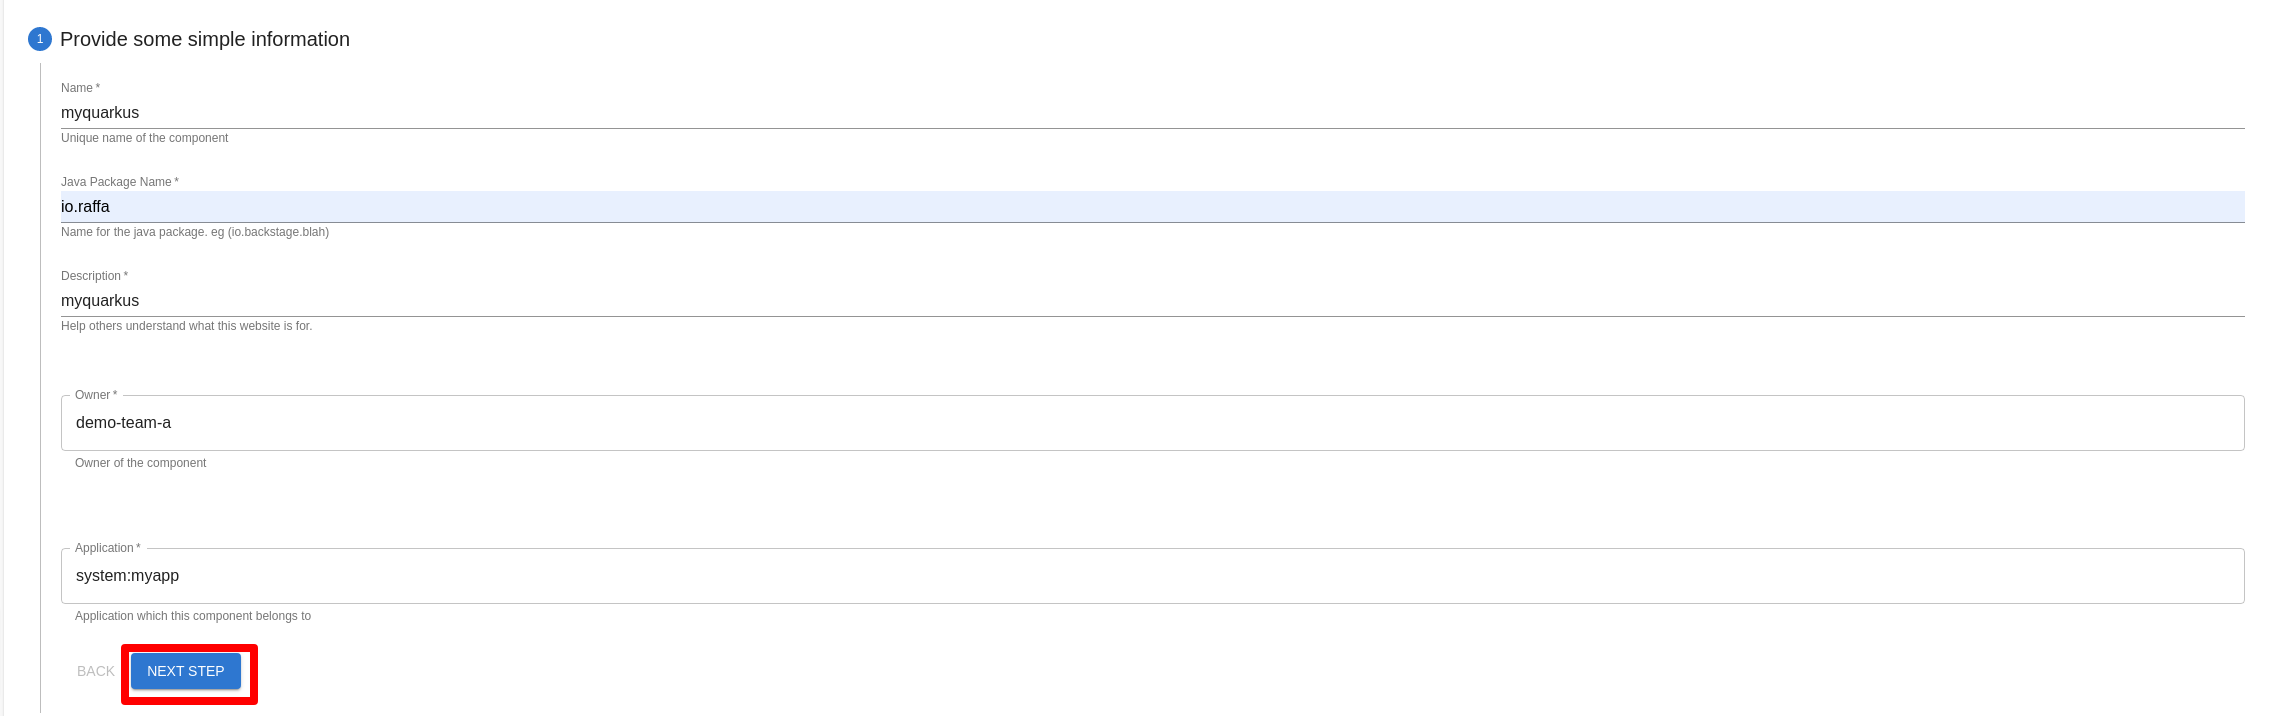 1 Provide some simple information
Name *
myquarkus
Unique name of the component
Java Package Name *
io.raffa
Name for the java package. eg (io.backstage.blah)
Description *
myquarkus
Help others understand what this website is for.
Owner *
demo-team-a
Owner of the component
Application *
system:myapp
Application which this component belongs to
BACK NEXT STEP